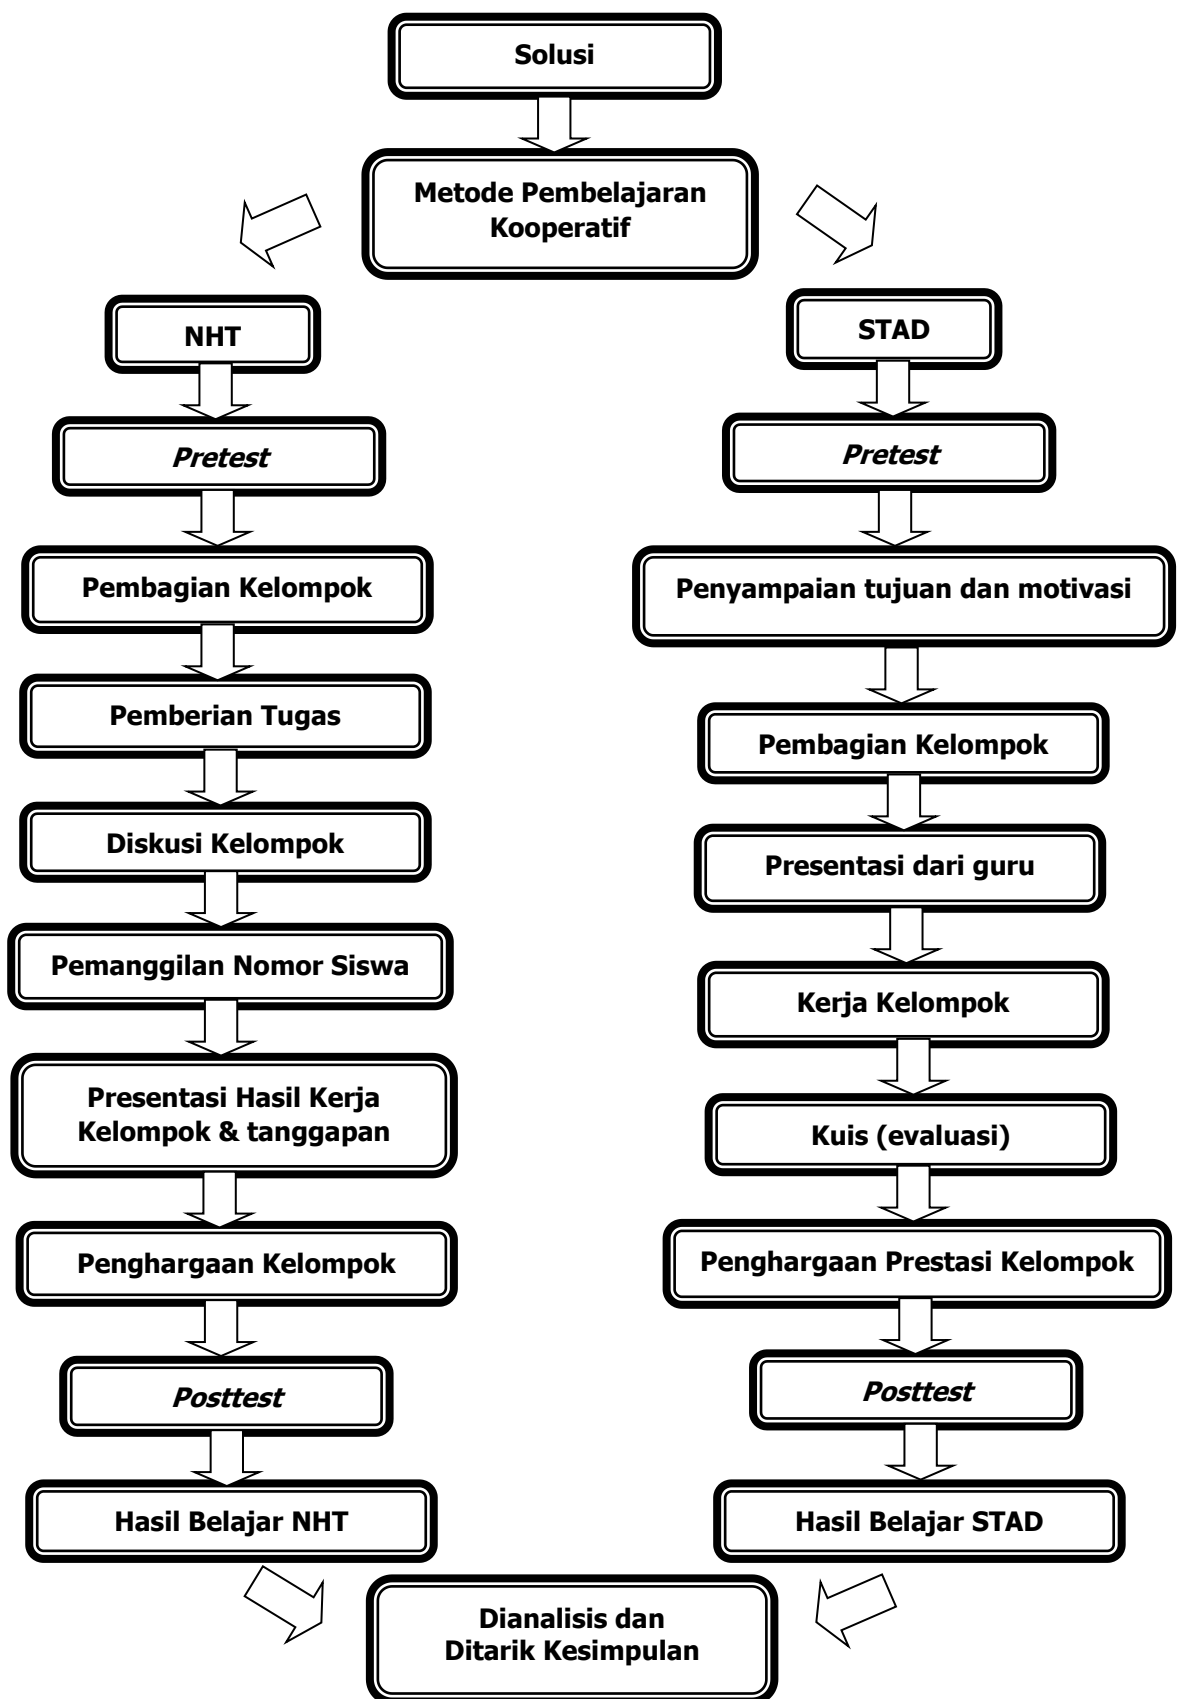 Solusi
Metode Pembelajaran
Kooperatif
NHT
Pretest
Pembagian Kelompok
Pemberian Tugas
Diskusi Kelompok
Pemanggilan Nomor Siswa
Presentasi Hasil Kerja
Kelompok & tanggapan
Penghargaan Kelompok
Posttest
Hasil Belajar NHT
STAD
Pretest
Penyampaian tujuan dan motivasi
Pembagian Kelompok
Presentasi dari guru
Kerja Kelompok
Kuis (evaluasi)
Penghargaan Prestasi Kelompok
Posttest
Hasil Belajar STAD
Dianalisis dan
Ditarik Kesimpulan